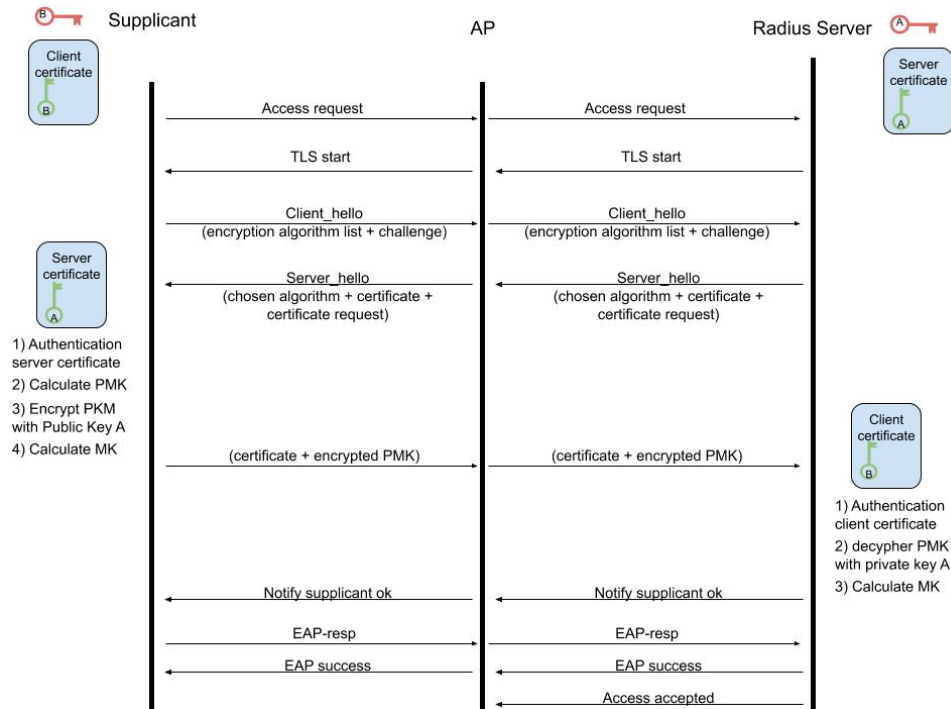 B
Supplicant
AP
Radius Server
A
Client
certificate
B
Server
certificate
A
Access request
Access request
TLS start
TLS start
Client_hello
(encryption algorithm list + challenge)
Client_hello
(encryption algorithm list + challenge)
Server_hello
(chosen algorithm + certificate +
certificate request)
Server_hello
(chosen algorithm + certificate +
certificate request)
Server
certificate
A
1) Authentication
server certificate
2) Calculate PMK
3) Encrypt PKM
with Public Key A
4) Calculate MK
(certificate + encrypted PMK)
(certificate + encrypted PMK)
Client
certificate
B
1) Authentication
client certificate
2) decypher PMK
with private key A
3) Calculate MK
Notify supplicant ok
Notify supplicant ok
EAP-resp
EAP-resp
EAP success
EAP success
Access accepted